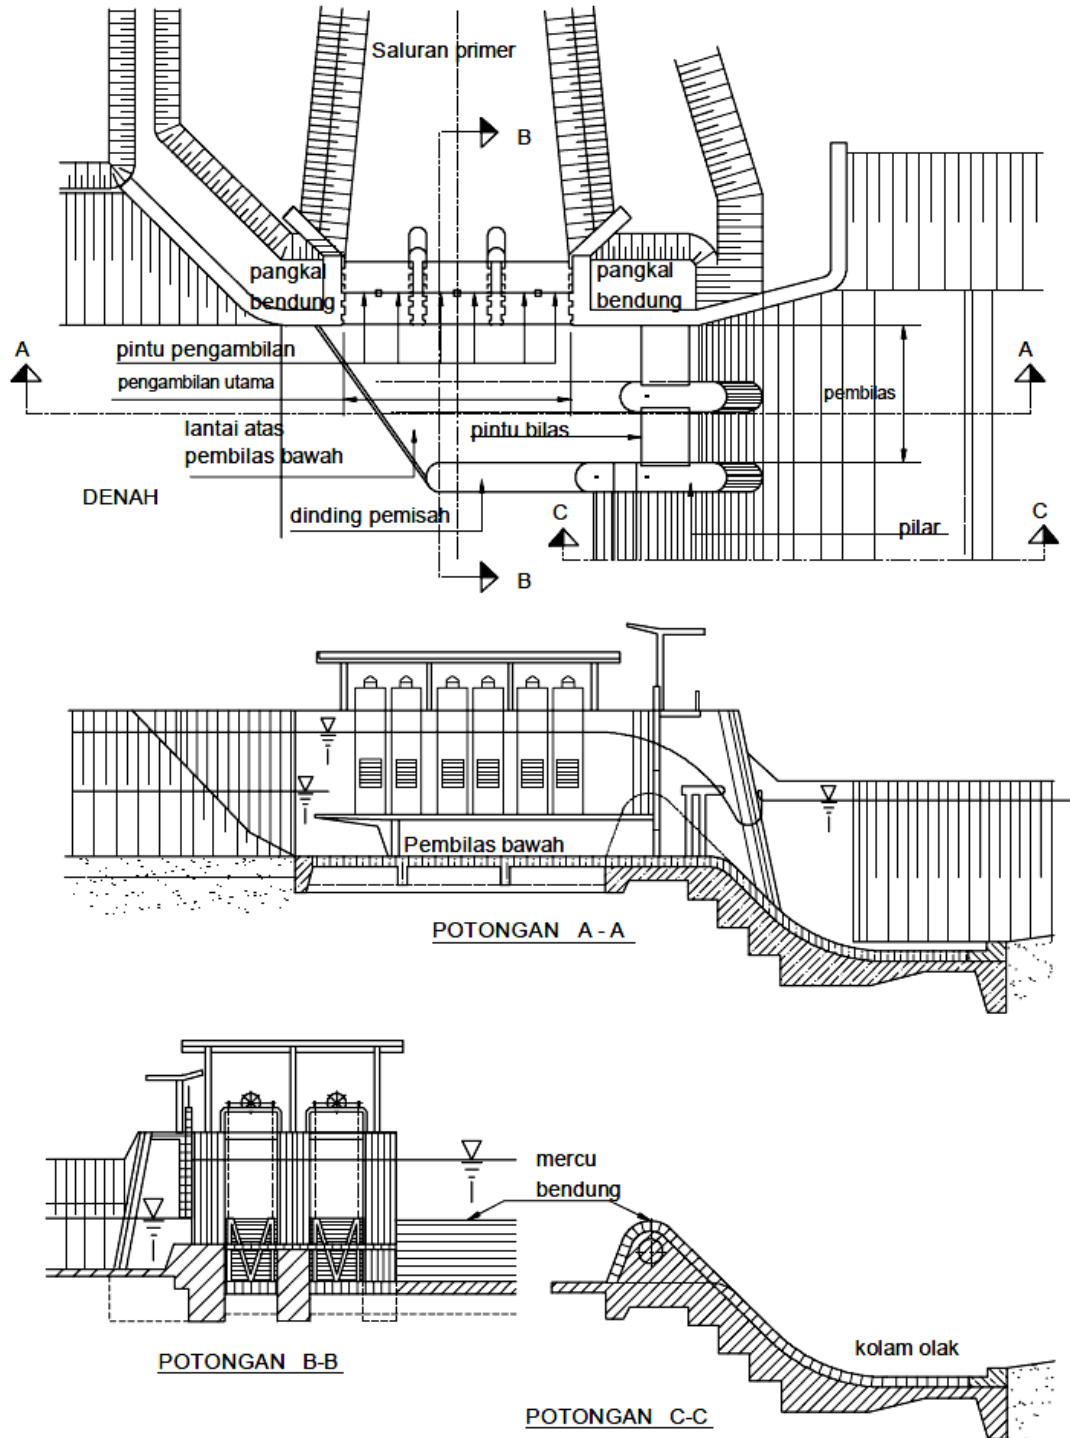 Saluran primer
B
pangkal
bendung
pangkal
bendung
A
pintu pengambilan
A
pengambilan utama
pembilas
lantai atas
pembilas bawah
pintu bilas
DENAH
dinding pemisah
C
C
pilar
B
Pembilas bawah
POTONGAN A - A
mercu
bendung
POTONGAN B-B
kolam olak
POTONGAN C-C